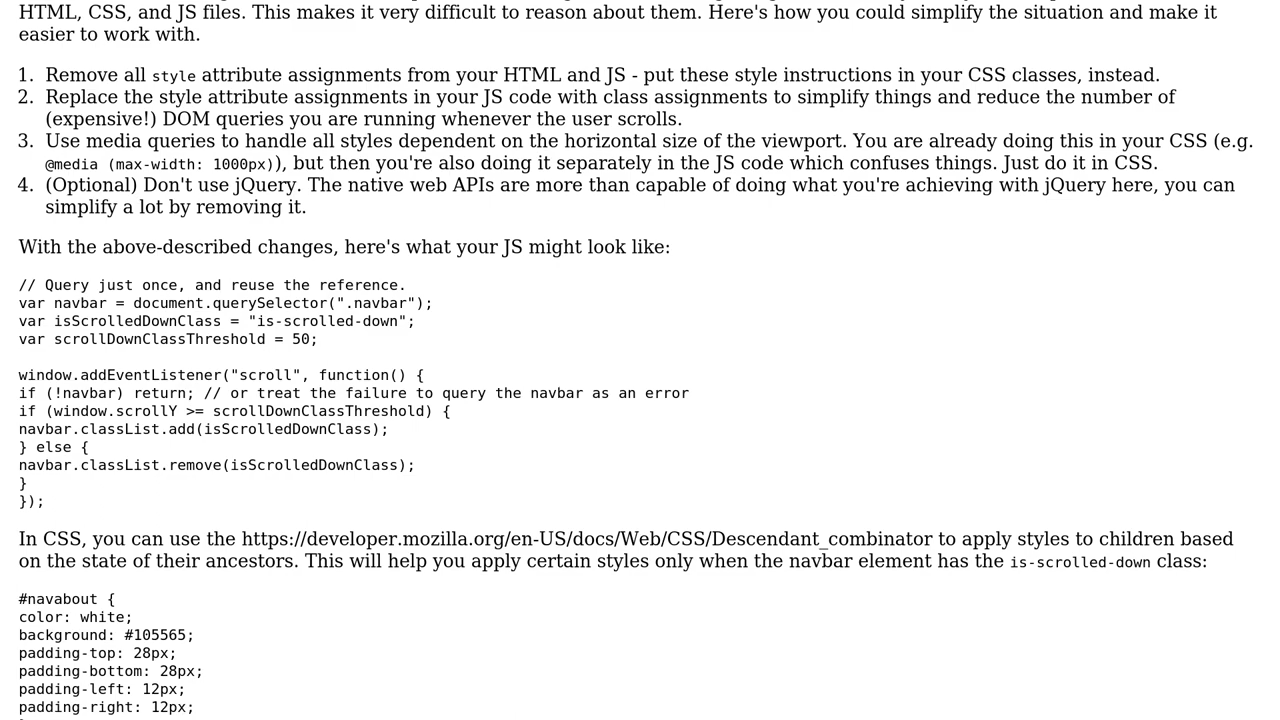 HTML, CSS, and JS files. This makes it very difficult to reason about them. Here's how you could simplify the situation and make it
easier to work with.
1. Remove all style attribute assignments from your HTML and JS - put these style instructions in your CSS classes, instead.
2. Replace the style attribute assignments in your JS code with class assignments to simplify things and reduce the number of
(expensive!) DOM queries you are running whenever the user scrolls.
3. Use media queries to handle all styles dependent on the horizontal size of the viewport. You are already doing this in your CSS (e.g.
@media (max-width: 1000px)), but then you're also doing it separately in the JS code which confuses things. Just do it in CSS.
4. (Optional) Don't use jQuery. The native web APIs are more than capable of doing what you're achieving with jQuery here, you can
simplify a lot by removing it.
With the above-described changes, here's what your JS might look like:
// Query just once, and reuse the reference.
var navbar = document.querySelector(".navbar");
var isScrolledDownClass = "is-scrolled-down";
var scrollDownClassThreshold = 50;
window.addEventListener("scroll", function() {
if (!navbar) return; // or treat the failure to query the navbar as an error
if (window.scrollY >= scrollDownClassThreshold) {
navbar.classList.add(isScrolledDownClass);
} else {
navbar.classList.remove(isScrolledDownClass);
}
});
In CSS, you can use the https://developer.mozilla.org/en-US/docs/Web/CSS/Descendant_combinator to apply styles to children based
on the state of their ancestors. This will help you apply certain styles only when the navbar element has the is-scrolled-down class:
#navabout {
color: white;
background: #105565;
padding-top: 28px;
padding-bottom: 28px;
padding-left: 12px;
padding-right: 12px;